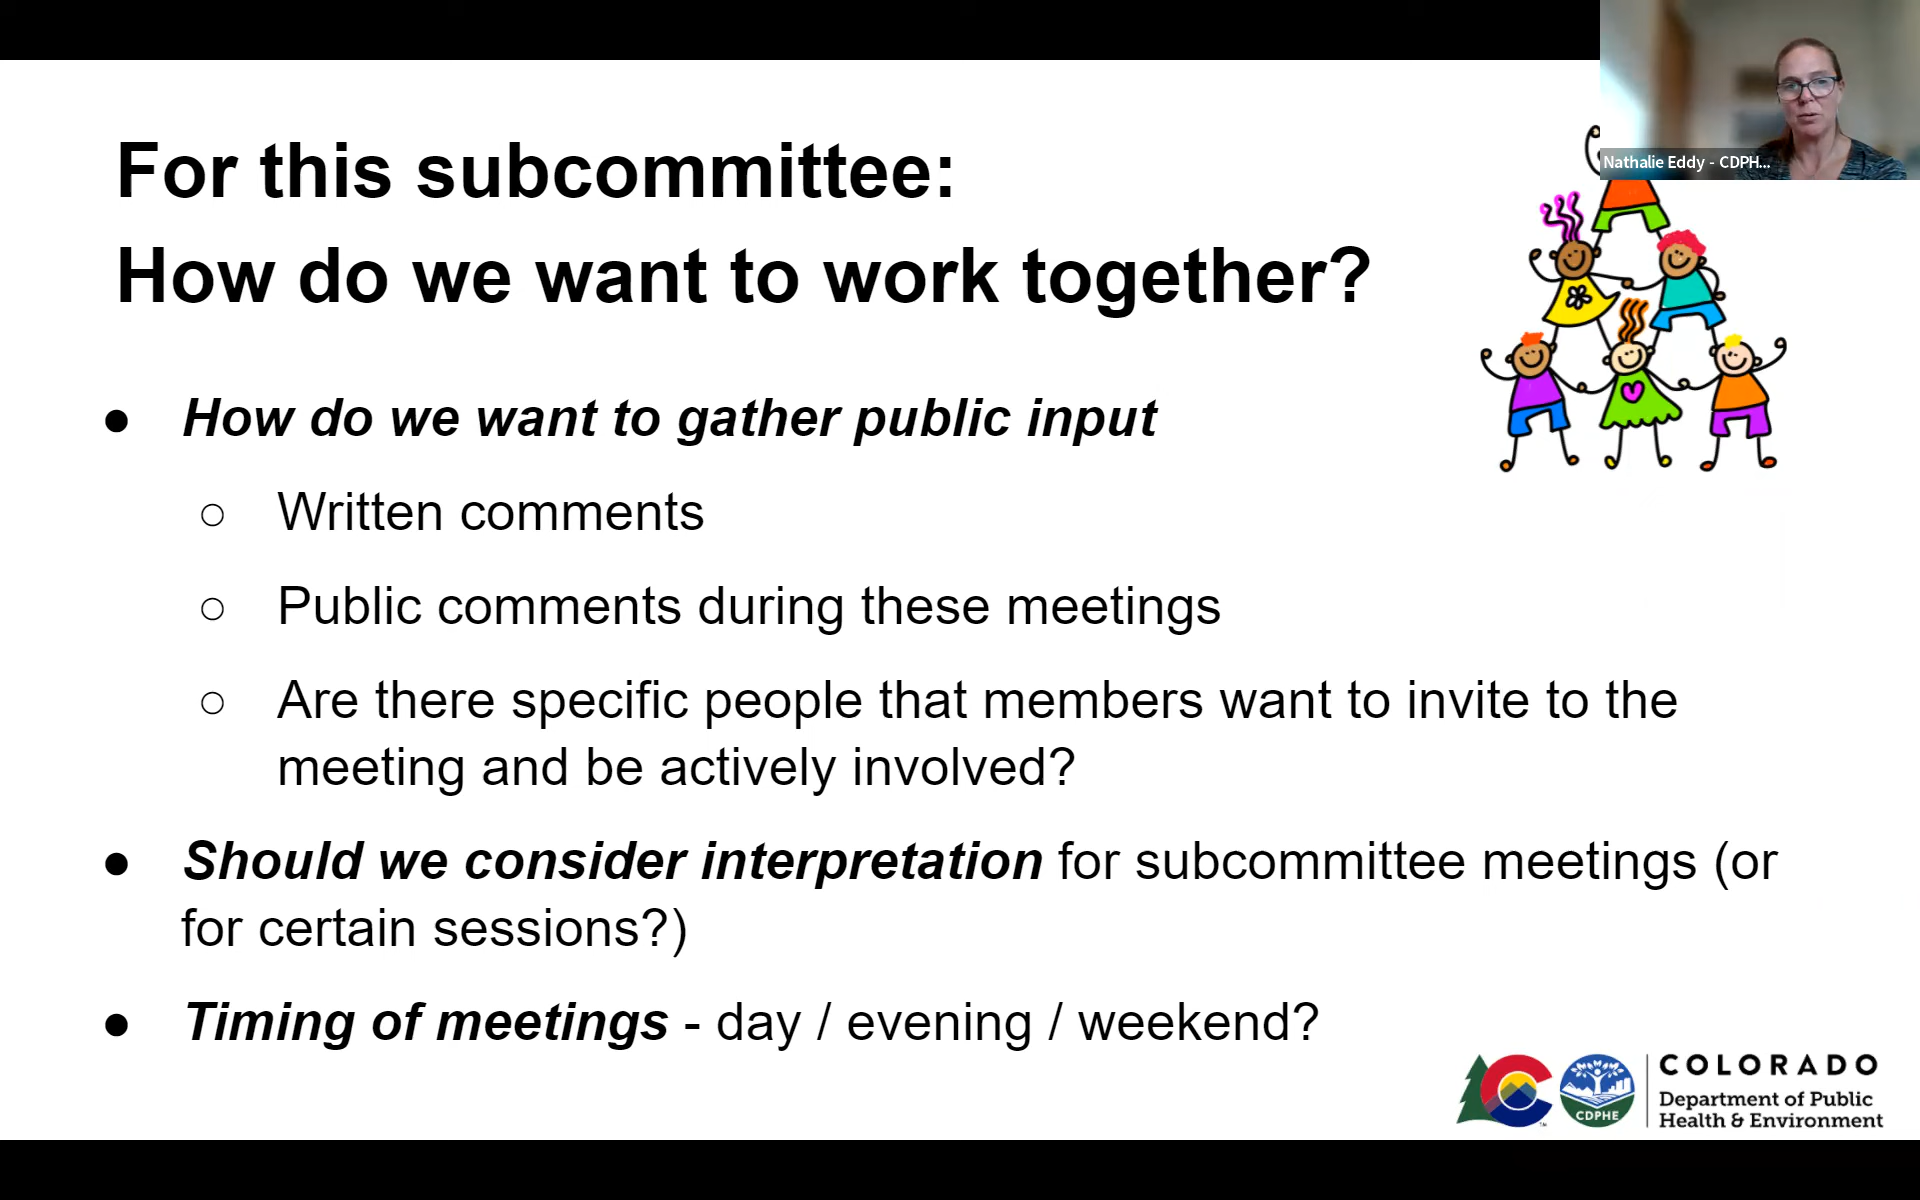 Nathalie Eddy - CDPH...
For this subcommittee:
How do we want to work together?
● How do we want to gather public input
○ Written comments
○ Public comments during these meetings
○ Are there specific people that members want to invite to the
meeting and be actively involved?
● Should we consider interpretation for subcommittee meetings (or
for certain sessions?)
● Timing of meetings - day / evening / weekend?
CDPHE
COLORADO
Department of Public
Health & Environment